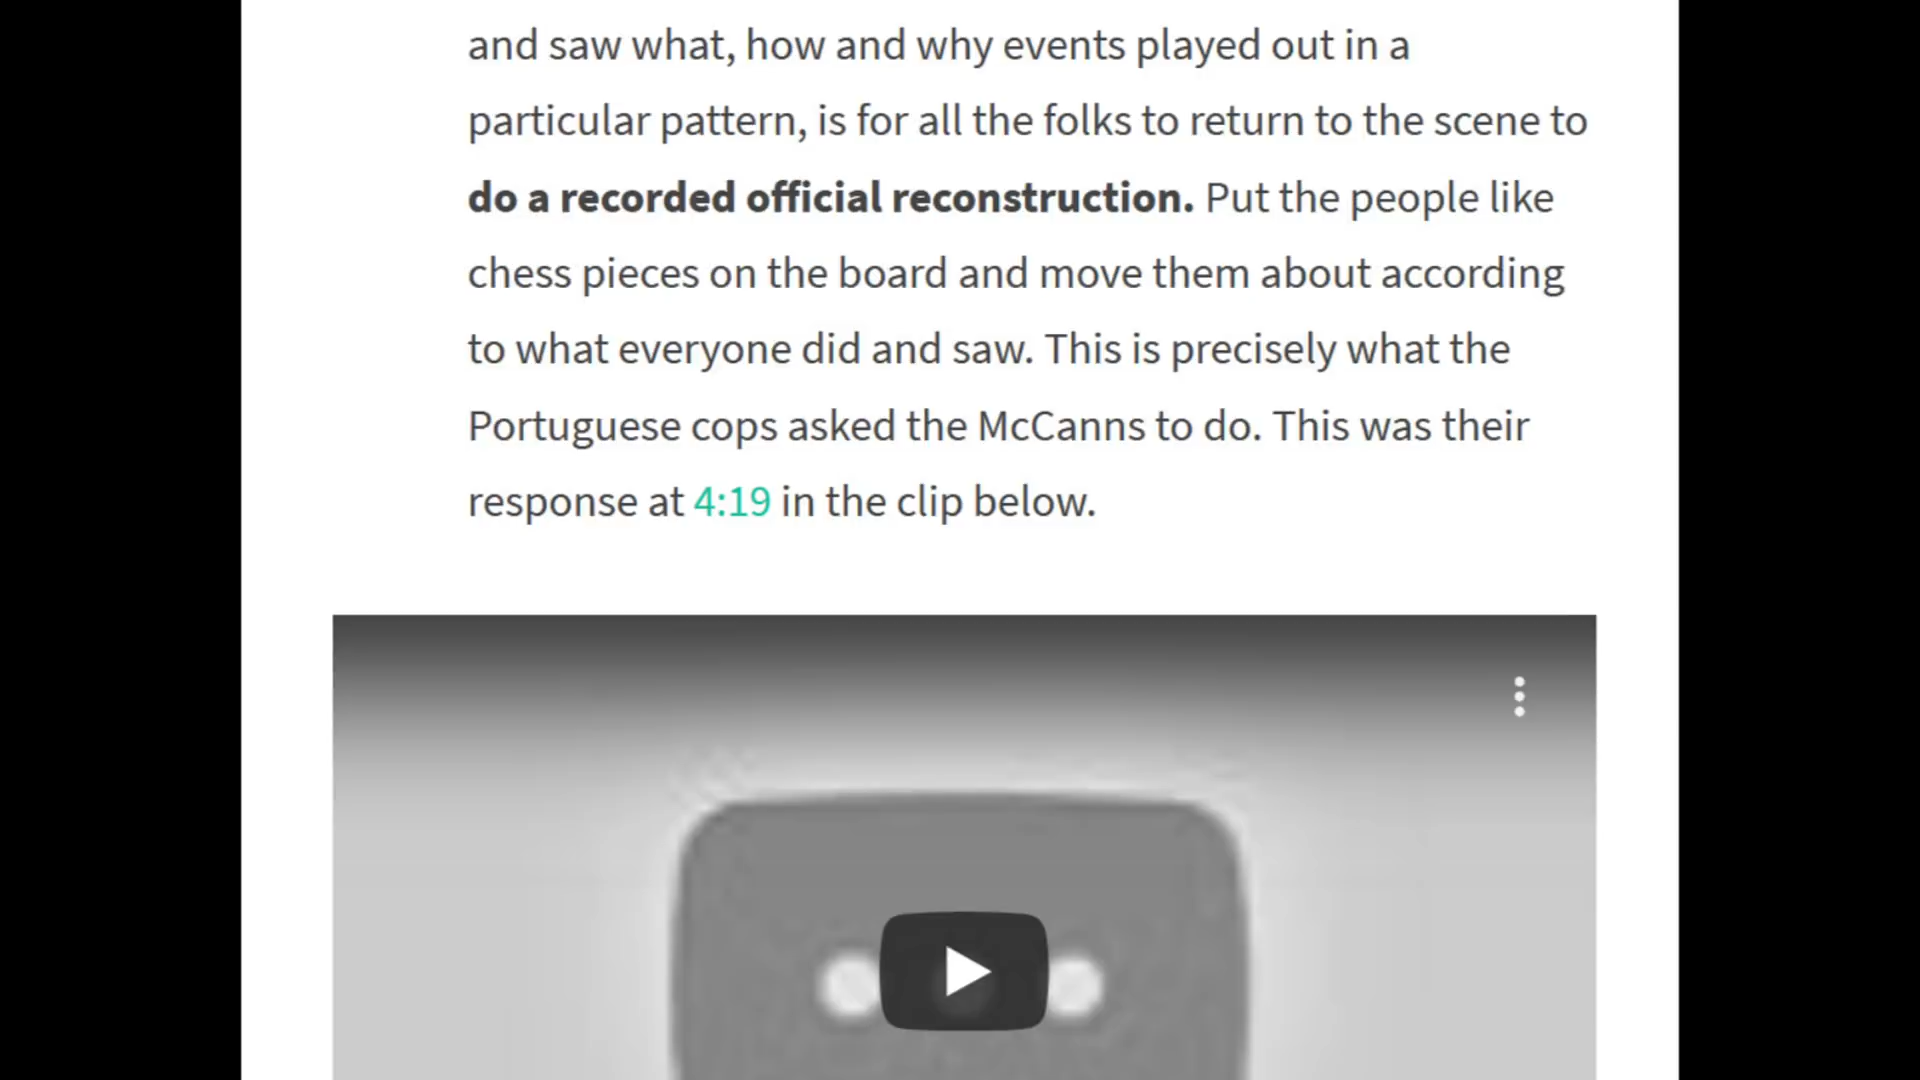 and saw what, how and why events played out in a
particular pattern, is for all the folks to return to the scene to
do a recorded official reconstruction. Put the people like
chess pieces on the board and move them about according
to what everyone did and saw. This is precisely what the
Portuguese cops asked the McCanns to do. This was their
response at 4:19 in the clip below.